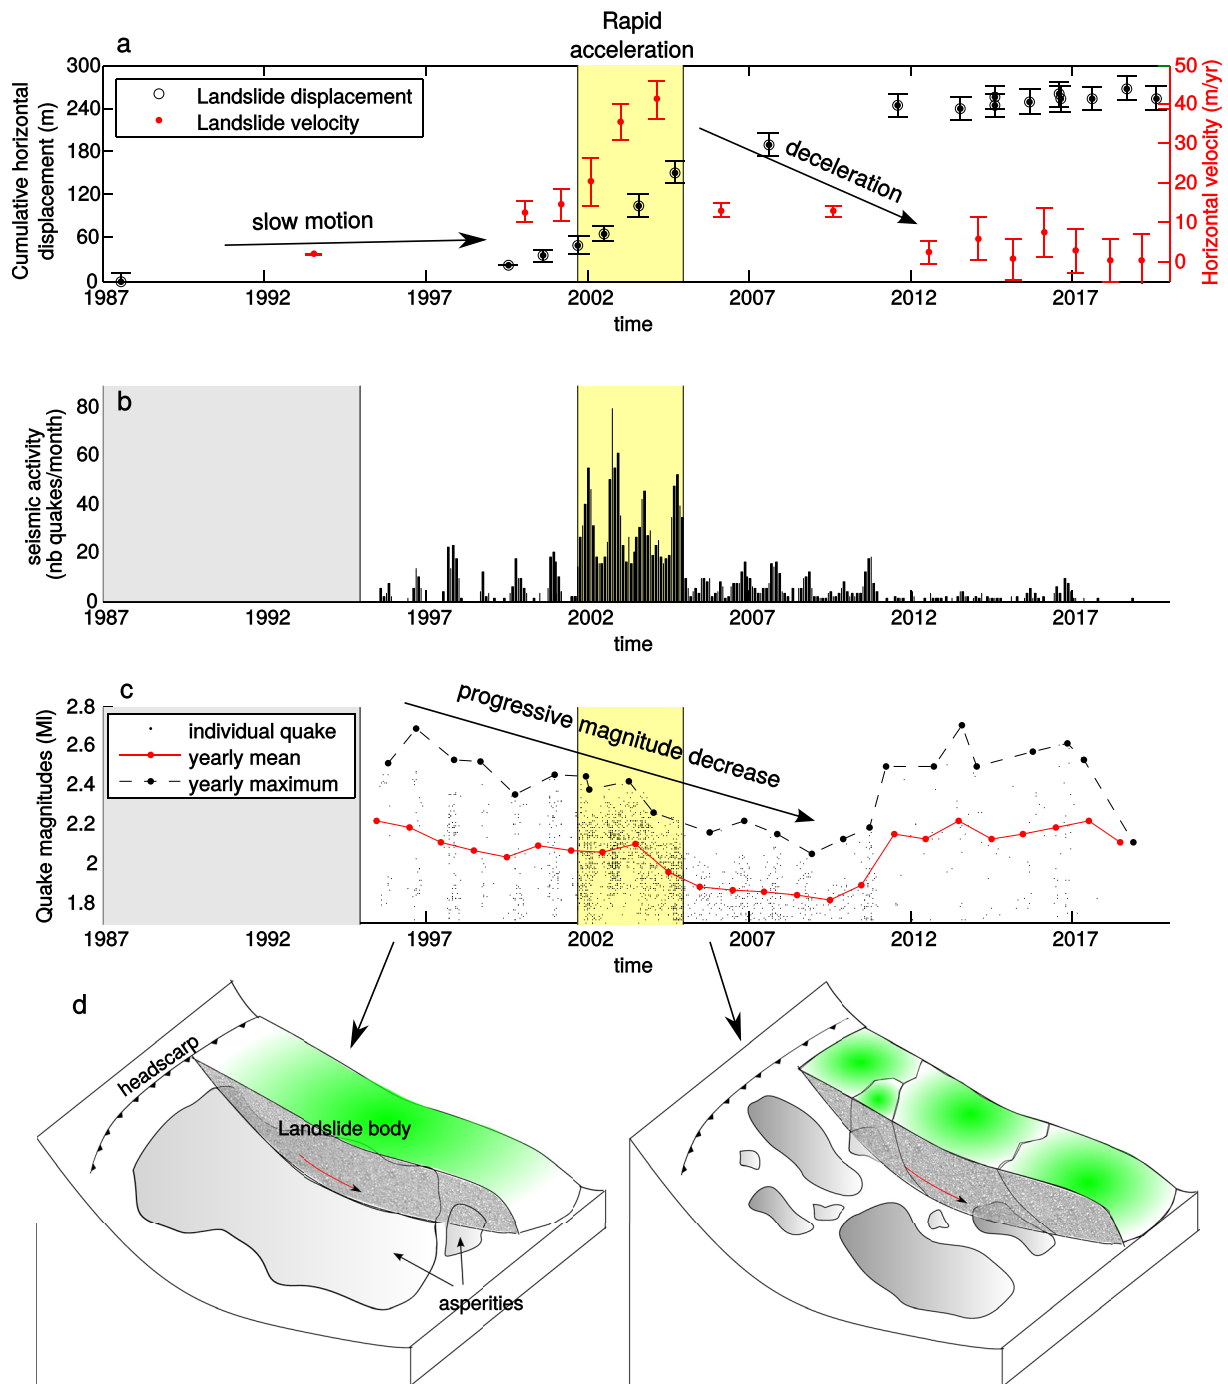 Rapid
acceleration
a
300
240
180
120
60
0
Cumulative horizontal
displacement (m)
Landslide displacement
Landslide velocity
slow motion
deceleration
50
40
30
20
10
0
Horizontal velocity (m/yr)
1987
1992
1997
2002
2007
2012
2017
time
b
80
60
40
20
0
seismic activity
(nb quakes/month)
1987
1992
1997
2002
2007
2012
2017
time
c
2.8
2.6
2.4
2.2
2
1.8
Quake magnitudes (Ml)
individual quake
yearly mean
yearly maximum
progressive magnitude decrease
1987
1992
1997
2002
2007
2012
2017
time
d
headscarp
Landslide body
asperities